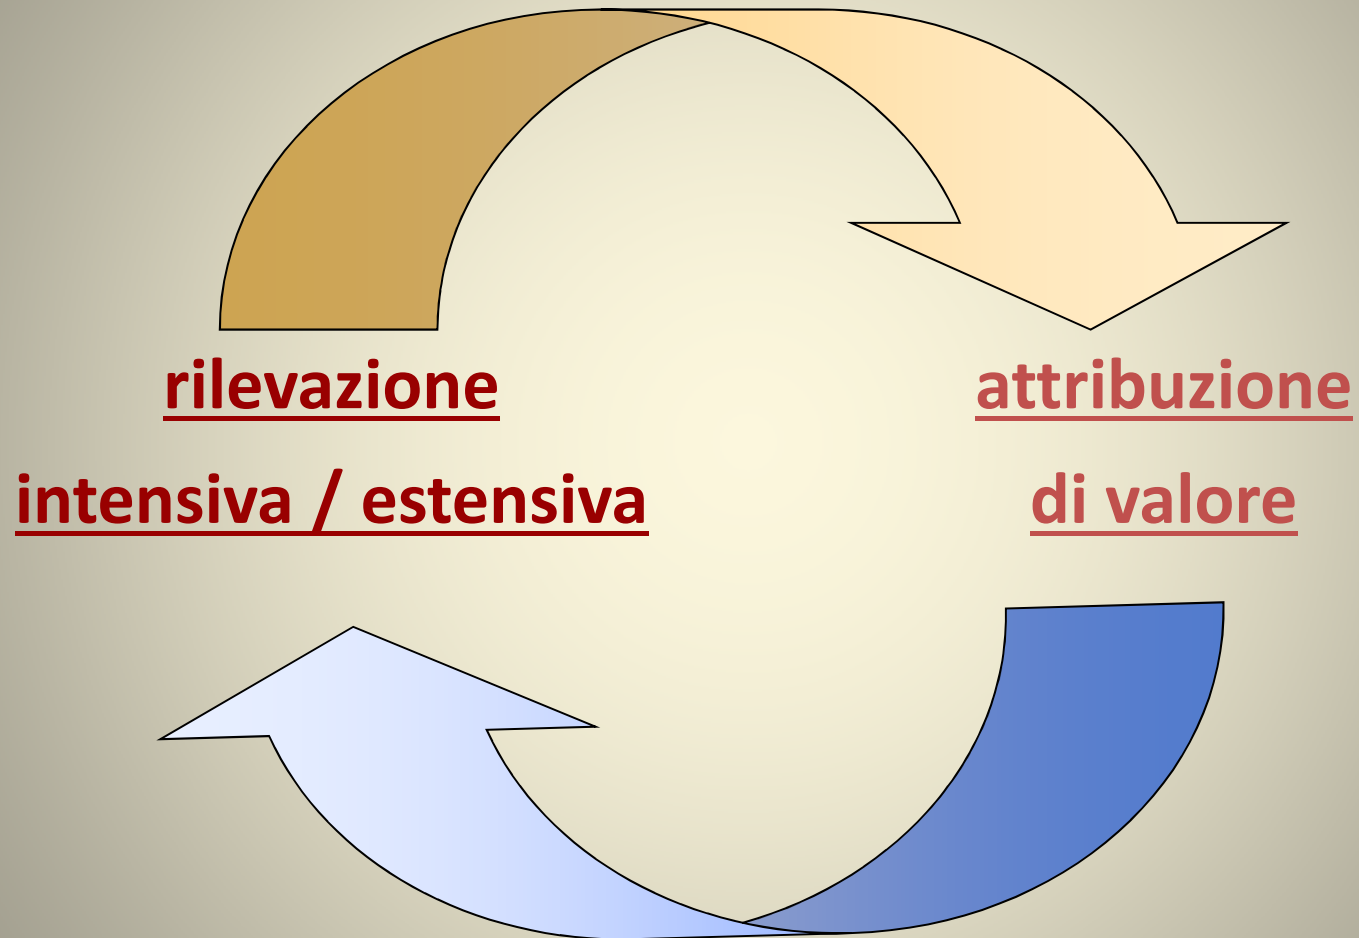 rilevazione
intensiva / estensiva
attribuzione
di valore